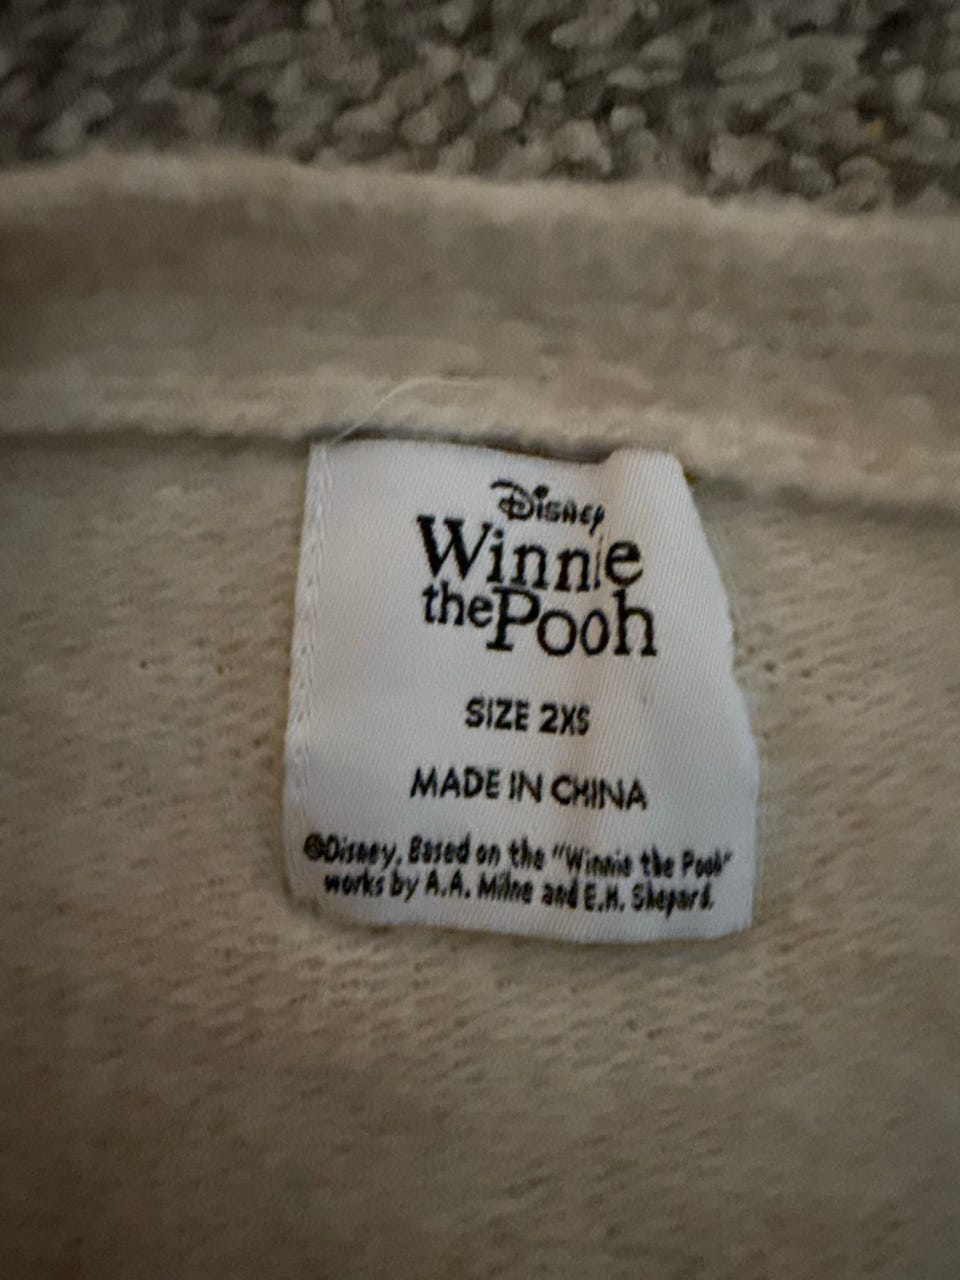 Disney
Winnie
the Pooh
SIZE 2XS
MADE IN CHINA
©Disney. Based on the "Winnie the Pooh"
works by A.A. Milne and E.H. Shepard.